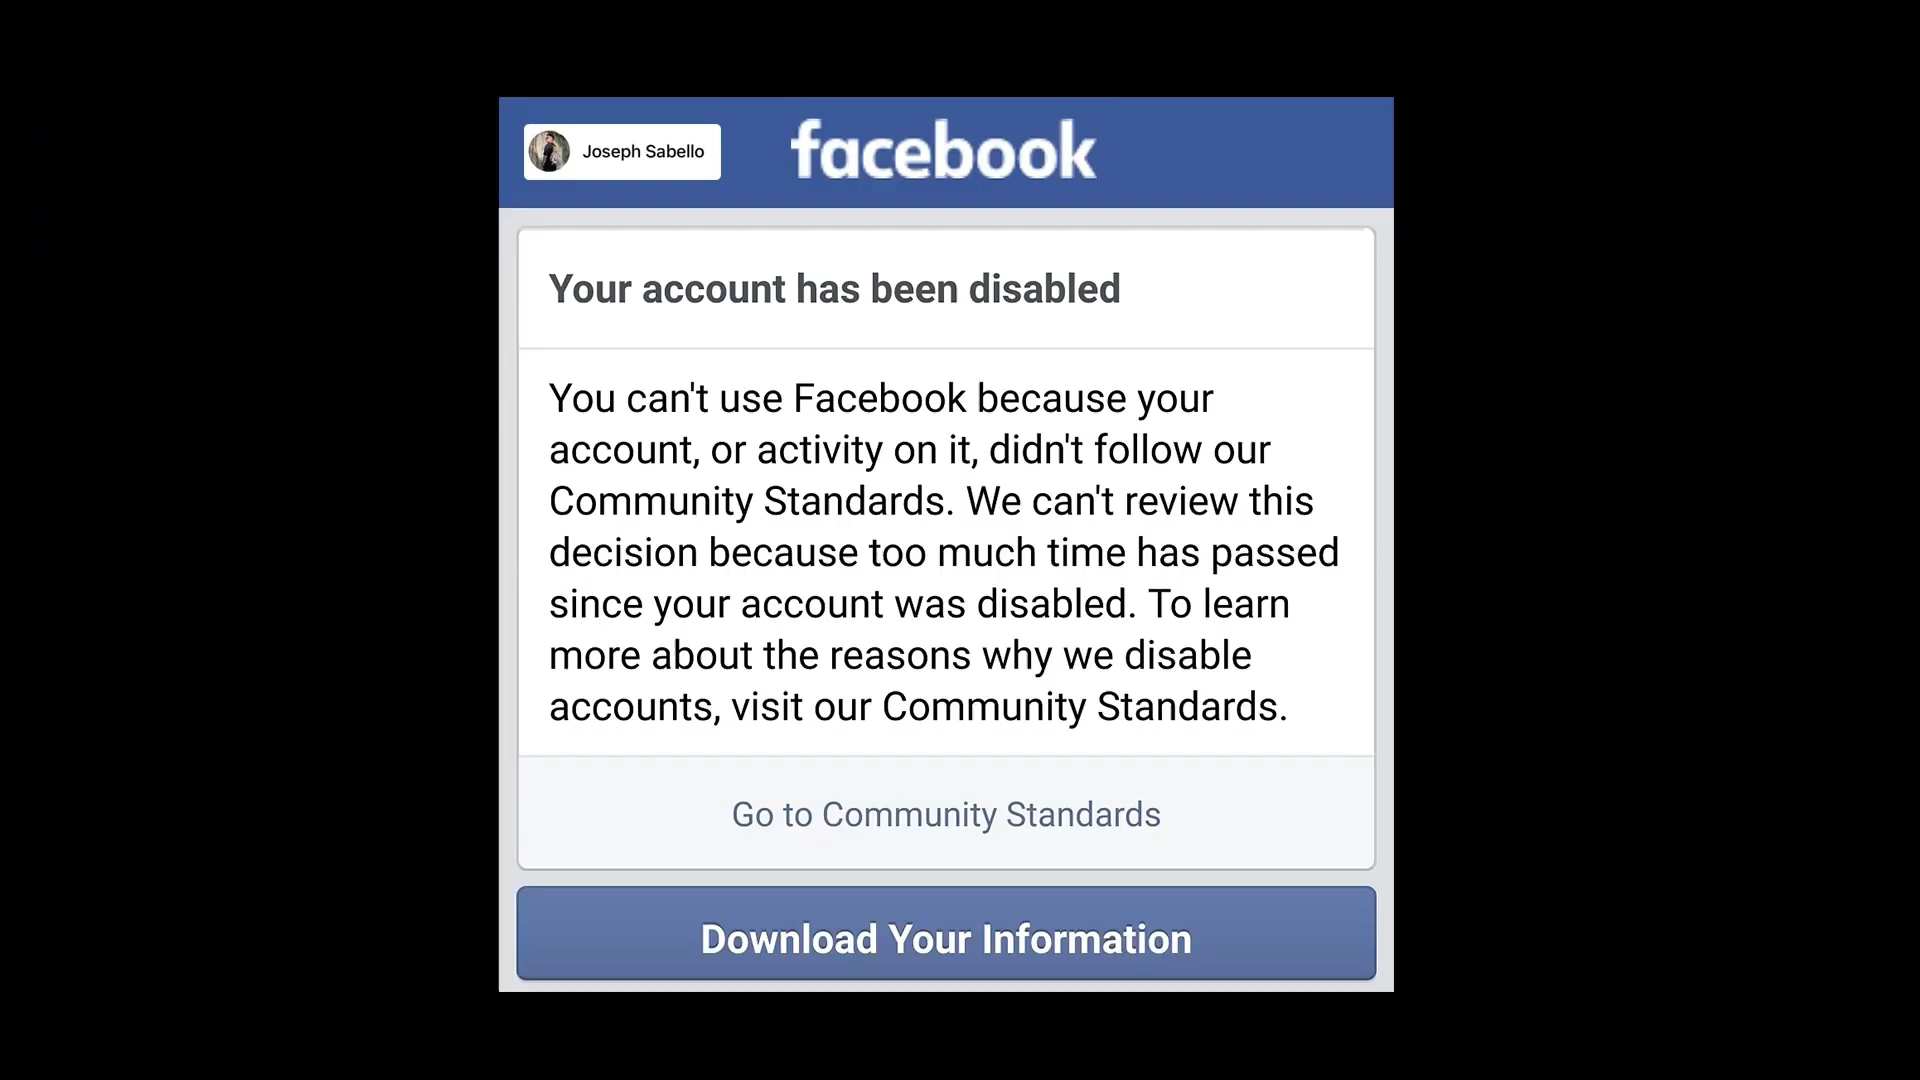 Joseph Sabello
facebook
Your account has been disabled
You can't use Facebook because your
account, or activity on it, didn't follow our
Community Standards. We can't review this
decision because too much time has passed
since your account was disabled. To learn
more about the reasons why we disable
accounts, visit our Community Standards.
Go to Community Standards
Download Your Information